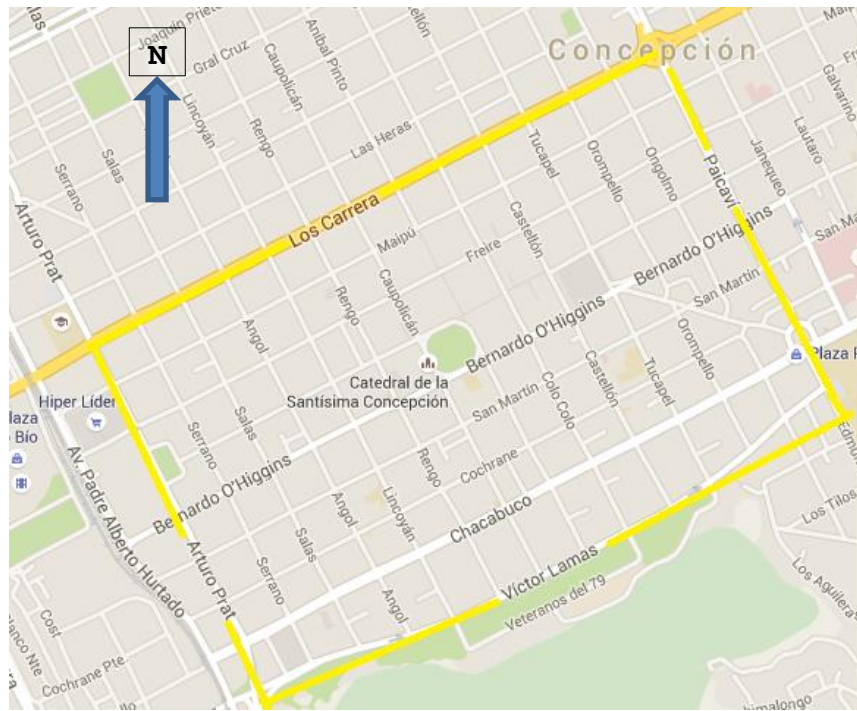 Joaquín Prieto
N
Gral Cruz
Caupolicán
Aníbal Pinto
Concepción
Maipú
Galvarino
Lincoyán
Rengo
Las Heras
Tucapel
Orompello
Ongolmo
Lautaro
Janequeo
Salas
Serrano
Paicaví
Arturo Prat
Los Carrera
Castellón
Maipú
Freire
Bernardo O'Higgins
San Martín
Rengo
Caupolicán
Angol
Bernardo O'Higgins
Orompello
Catedral de la
Santísima Concepción
Tucapel
Castellón
Colo Colo
San Martín
Hiper Líder
Salas
Serrano
Rengo
Cochrane
Bernardo O'Higgins
Lincoyán
Angol
Chacabuco
Av. Padre Alberto Hurtado
Salas
Arturo Prat
Serrano
Angol
Víctor Lamas
Veteranos del 79
Los Tilos
Los Aguilera
Cost
Cochrane Pte.